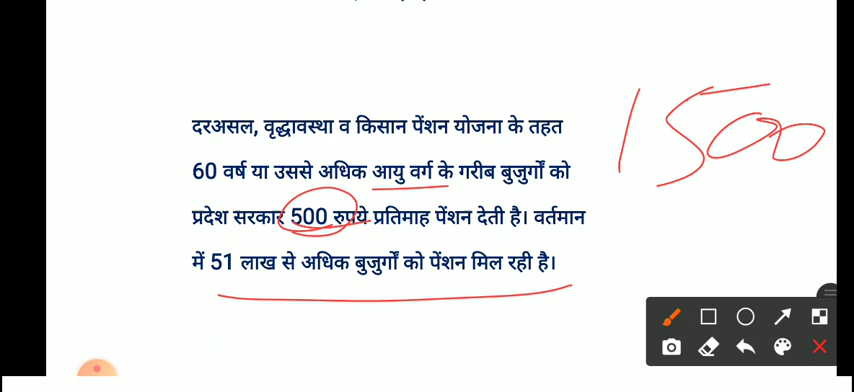 दरअसल, वृद्धावस्था व किसान पेंशन योजना के तहत
60 वर्ष या उससे अधिक आयु वर्ग के गरीब बुजुर्गों को
प्रदेश सरकार 500 रुपये प्रतिमाह पेंशन देती है। वर्तमान
में 51 लाख से अधिक बुजुर्गों को पेंशन मिल रही है।
1500